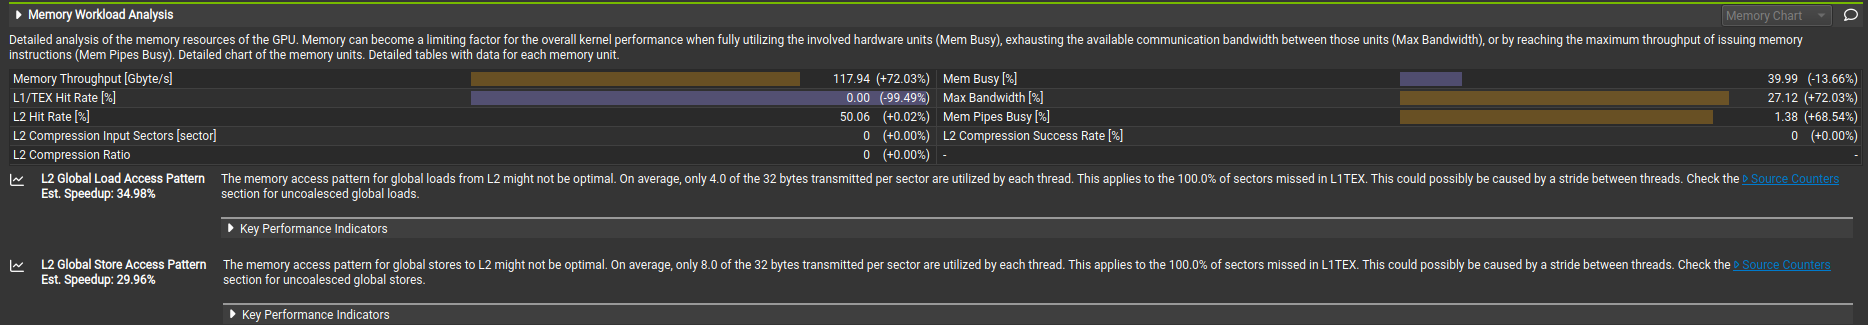 Memory Workload Analysis
Memory Chart
Detailed analysis of the memory resources of the GPU. Memory can become a limiting factor for the overall kernel performance when fully utilizing the involved hardware units (Mem Busy), exhausting the available communication bandwidth between those units (Max Bandwidth), or by reaching the maximum throughput of issuing memory
instructions (Mem Pipes Busy). Detailed chart of the memory units. Detailed tables with data for each memory unit.
Memory Throughput [Gbyte/s] 117.94 (+72.03%) Mem Busy [%] 39.99 (-13.66%)
L1/TEX Hit Rate [%] 0.00 (-99.49%) Max Bandwidth [%] 27.12 (+72.03%)
L2 Hit Rate [%] 50.06 (+0.02%) Mem Pipes Busy [%] 1.38 (+68.54%)
L2 Compression Input Sectors [sector] 0 (+0.00%) L2 Compression Success Rate [%] 0 (+0.00%)
L2 Compression Ratio 0 (+0.00%) - -
L2 Global Load Access Pattern
Est. Speedup: 34.98%
The memory access pattern for global loads from L2 might not be optimal. On average, only 4.0 of the 32 bytes transmitted per sector are utilized by each thread. This applies to the 100.0% of sectors missed in L1TEX. This could possibly be caused by a stride between threads. Check the Source Counters
section for uncoalesced global loads.
Key Performance Indicators
L2 Global Store Access Pattern
Est. Speedup: 29.96%
The memory access pattern for global stores to L2 might not be optimal. On average, only 8.0 of the 32 bytes transmitted per sector are utilized by each thread. This applies to the 100.0% of sectors missed in L1TEX. This could possibly be caused by a stride between threads. Check the Source Counters
section for uncoalesced global stores.
Key Performance Indicators